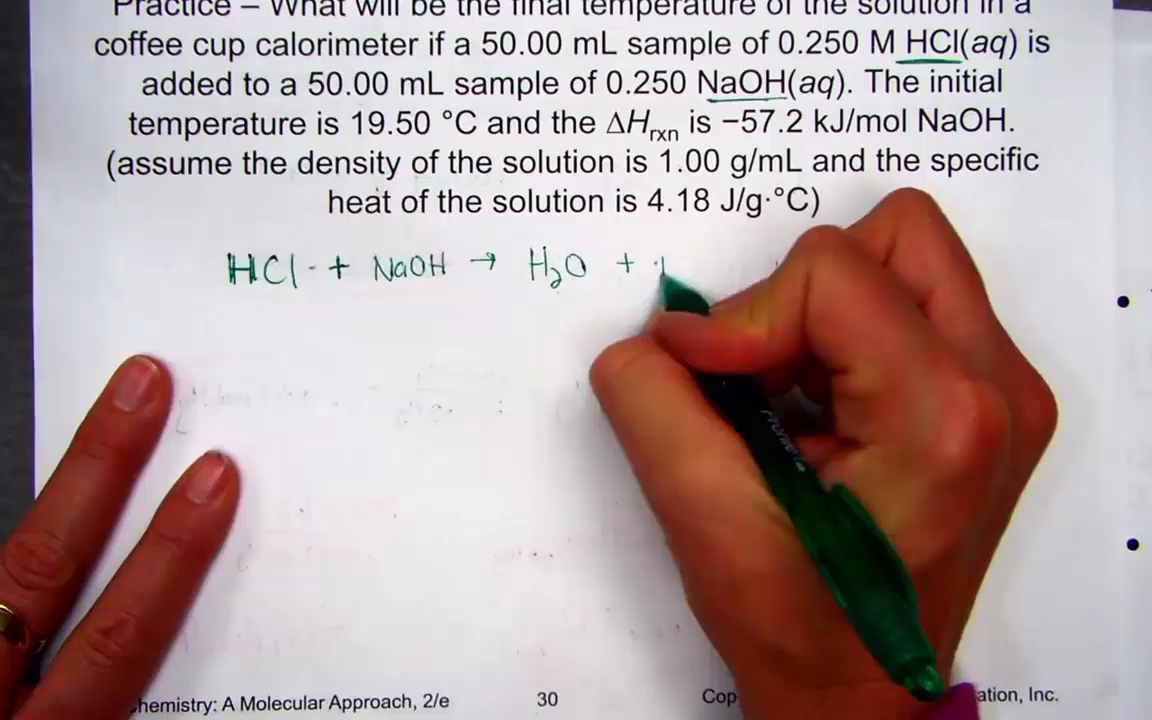 Practice – What will be the final temperature of the solution in a
coffee cup calorimeter if a 50.00 mL sample of 0.250 M HCl(aq) is
added to a 50.00 mL sample of 0.250 NaOH(aq). The initial
temperature is 19.50 °C and the ΔHrxn is −57.2 kJ/mol NaOH.
(assume the density of the solution is 1.00 g/mL and the specific
heat of the solution is 4.18 J/g·°C)
HCl + NaOH → H₂O +
hemistry: A Molecular Approach, 2/e 30 Cop ation, Inc.